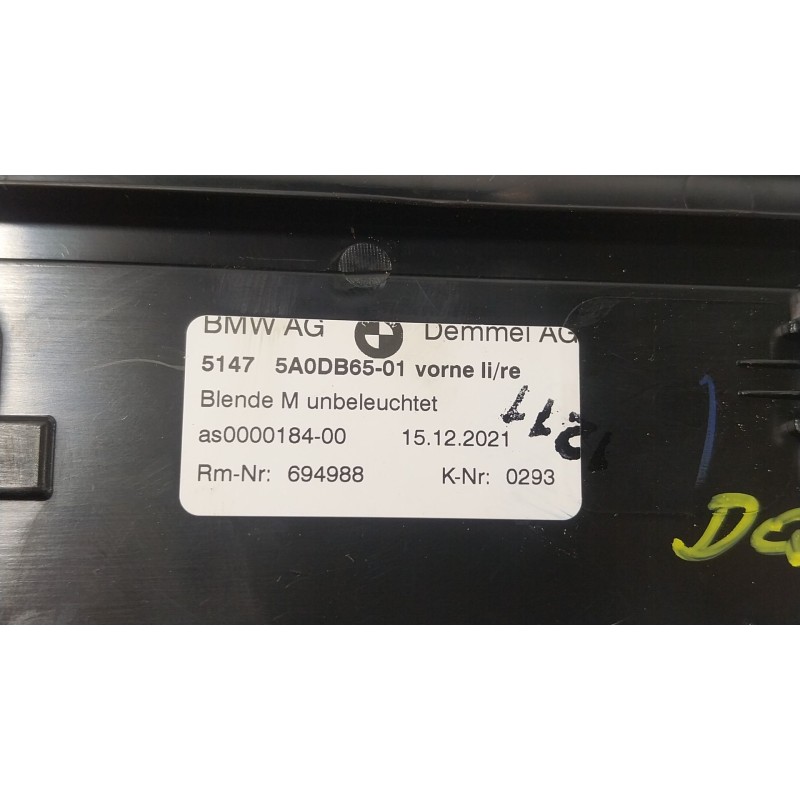 BMW AG Demmel AG
5147 5A0DB65-01 vorne li/re
Blende M unbeleuchtet
as0000184-00 15.12.2021
Rm-Nr: 694988 K-Nr: 0293